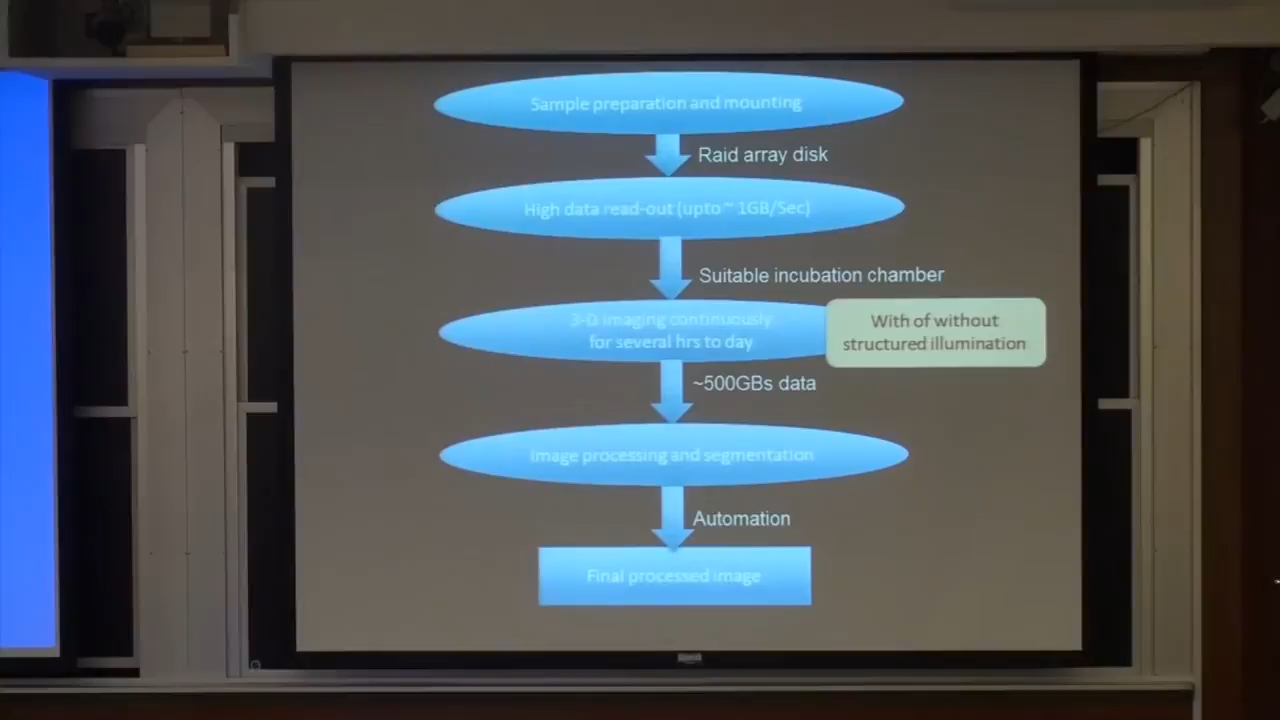 Sample preparation and mounting
Raid array disk
High data read-out (upto ~ 1GB/Sec)
Suitable incubation chamber
3-D imaging continuously
for several hrs to day
With of without
structured illumination
~500GBs data
Image processing and segmentation
Automation
Final processed image